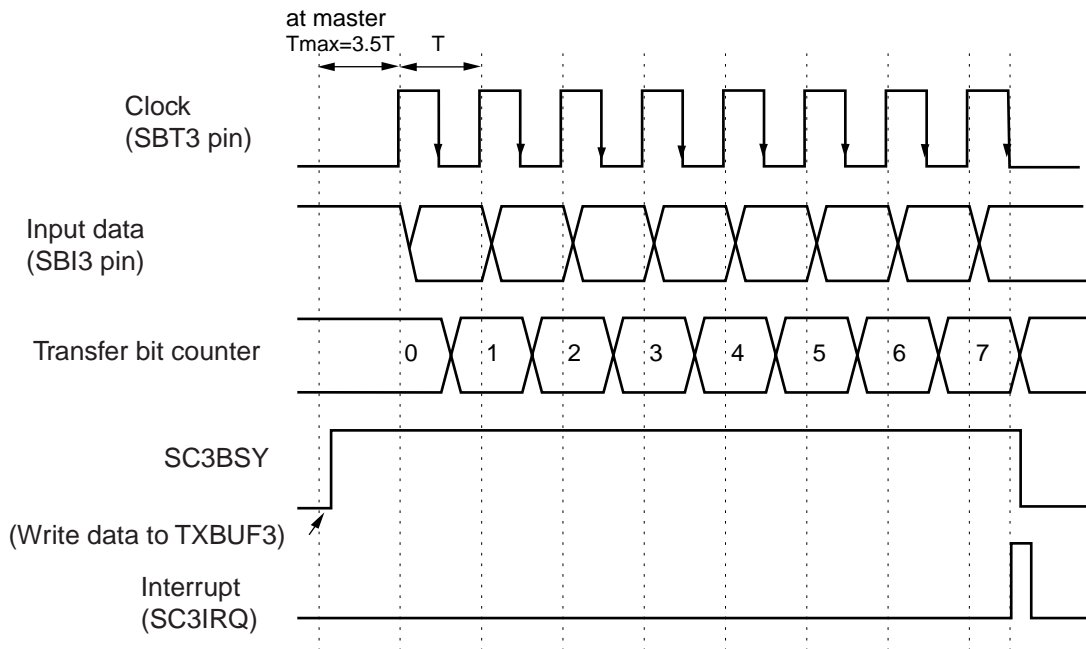 at master
Tmax=3.5T
T
Clock
(SBT3 pin)
Input data
(SBI3 pin)
Transfer bit counter
0 1 2 3 4 5 6 7
SC3BSY
(Write data to TXBUF3)
Interrupt
(SC3IRQ)